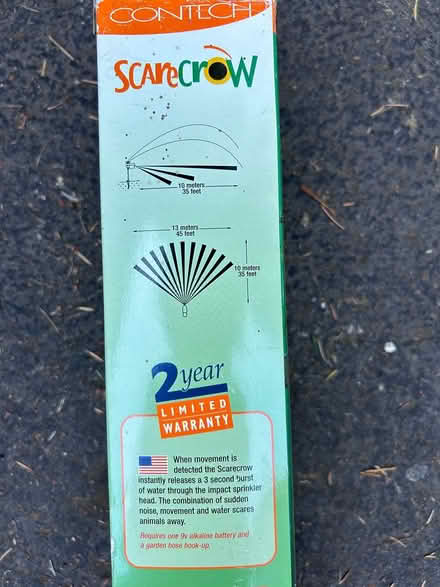 CONTECH
SCAReCROW
10 meters
35 feet
13 meters
45 feet
10 meters
35 feet
2 year
LIMITED
WARRANTY
When movement is
detected the Scarecrow
instantly releases a 3 second burst
of water through the impact sprinkler
head. The combination of sudden
noise, movement and water scares
animals away.
Requires one 9v alkaline battery and
a garden hose hook-up.